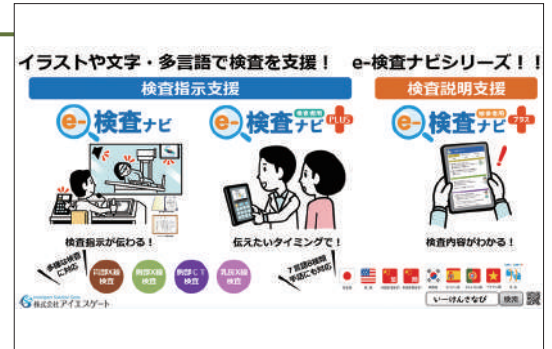 イラストや文字・多言語で検査を支援！　e-検査ナビシリーズ！！
検査指示支援
検査説明支援
e-検査ナビ
e-検査ナビ PLUS
e-検査ナビ プラス
検査指示が伝わる！
伝えたいタイミングで！
検査内容がわかる！
多様な検査
に対応
胃部X線
検査
胸部X線
検査
胸部CT
検査
乳房X線
検査
7言語8種類
手話にも対応
株式会社アイエスゲート
いーけんさなび
検索